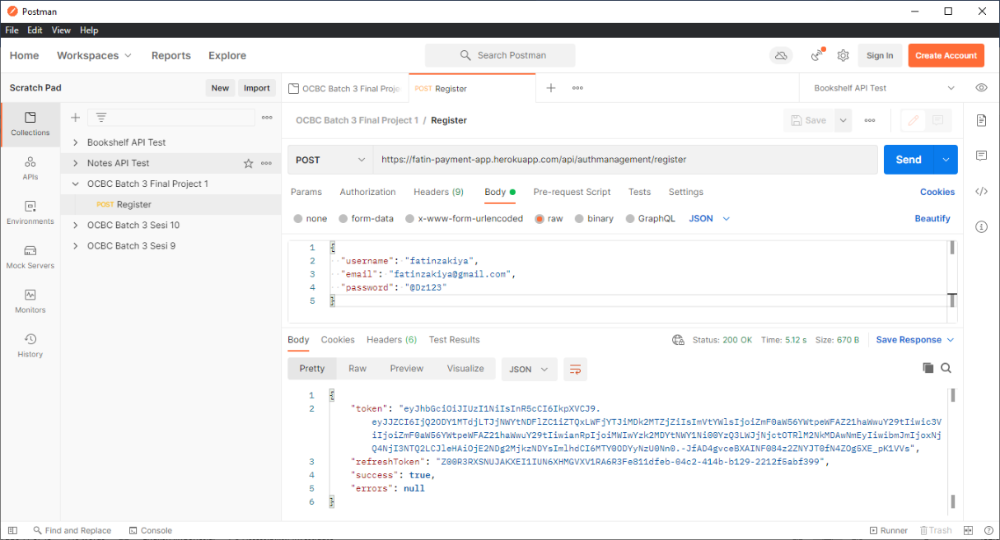 Postman
File Edit View Help
Home Workspaces Reports Explore Search Postman Sign In Create Account
Scratch Pad New Import OCBC Batch 3 Final Proje POST Register Bookshelf API Test
Collections
APIs
Environments
Mock Servers
Monitors
History
Bookshelf API Test
Notes API Test
OCBC Batch 3 Final Project 1
POST Register
OCBC Batch 3 Sesi 10
OCBC Batch 3 Sesi 9
OCBC Batch 3 Final Project 1 / Register Save
POST https://fatin-payment-app.herokuapp.com/api/authmanagement/register Send
Params Authorization Headers (9) Body Pre-request Script Tests Settings Cookies
none form-data x-www-form-urlencoded raw binary GraphQL JSON Beautify
1 {
2 "username": "fatinzakiya",
3 "email": "fatinzakiya@gmail.com",
4 "password": "@Dz123"
5 }
Body Cookies Headers (6) Test Results Status: 200 OK Time: 5.12 s Size: 670 B Save Response
Pretty Raw Preview Visualize JSON
1 {
2 "token": "eyJhbGciOiJIUzI1NiIsInR5cCI6IkpXVCJ9.
3 "refreshToken": "Z00R3RXSNUJAKXEI1IUN6XHMGVXV1RA6R3Fe811dfeb-04c2-414b-b129-2212f5abf399",
4 "success": true,
5 "errors": null
6 }
Find and Replace Console Runner Trash